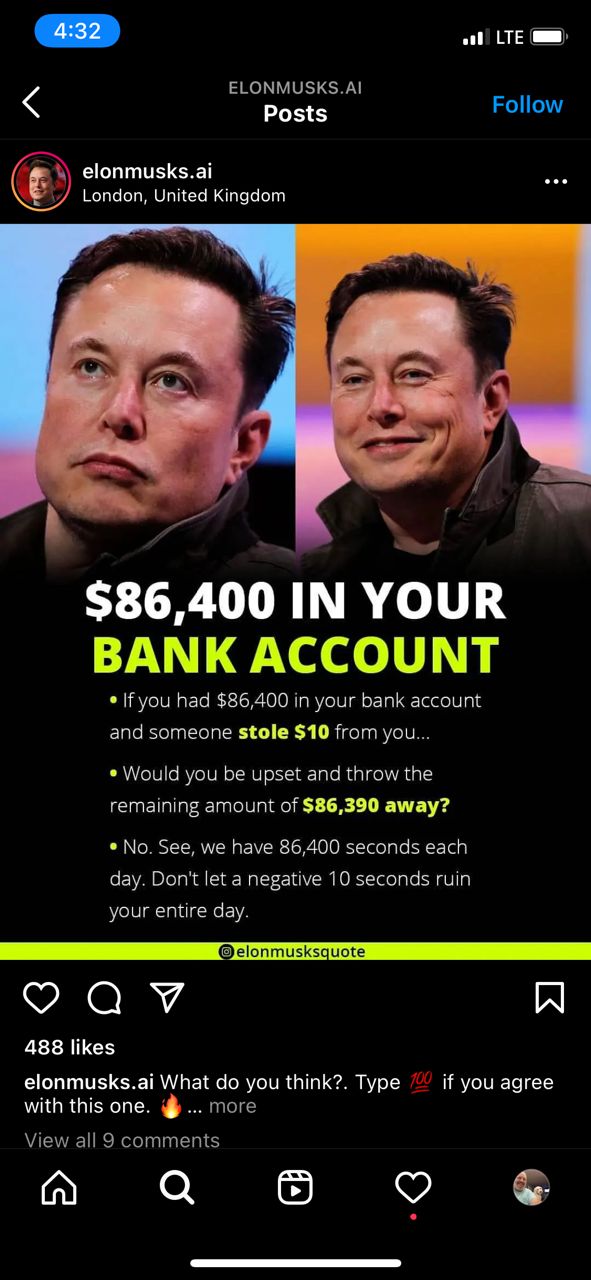 4:32
LTE
ELONMUSKS.AI
Posts
Follow
elonmusks.ai
London, United Kingdom
$86,400 IN YOUR
BANK ACCOUNT
• If you had $86,400 in your bank account
and someone stole $10 from you...
• Would you be upset and throw the
remaining amount of $86,390 away?
• No. See, we have 86,400 seconds each
day. Don't let a negative 10 seconds ruin
your entire day.
elonmusksquote
488 likes
elonmusks.ai What do you think?. Type 💯 if you agree
with this one. 🔥... more
View all 9 comments